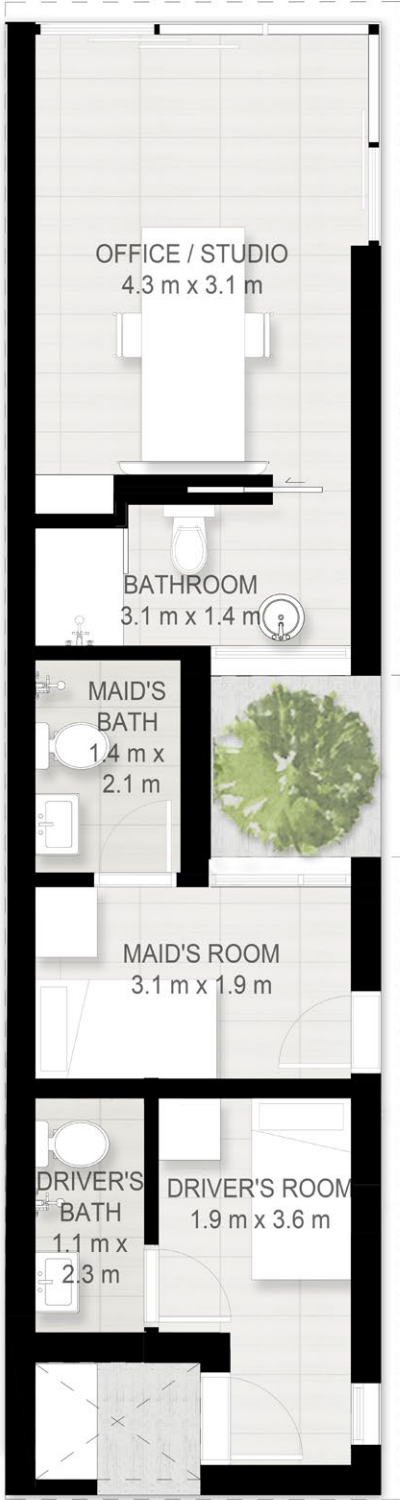 OFFICE / STUDIO
4.3 m x 3.1 m
BATHROOM
3.1 m x 1.4 m
MAID'S
BATH
1.4 m x
2.1 m
MAID'S ROOM
3.1 m x 1.9 m
DRIVER'S
BATH
1.1 m x
2.3 m
DRIVER'S ROOM
1.9 m x 3.6 m